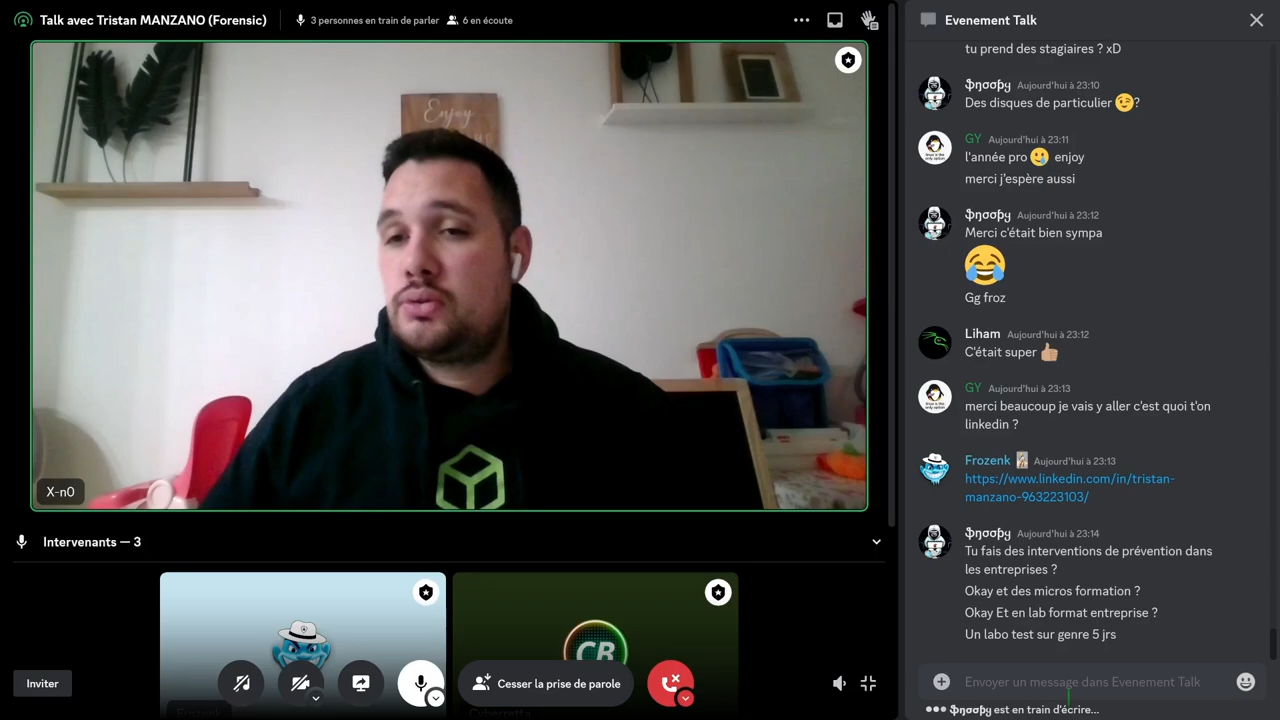 Talk avec Tristan MANZANO (Forensic)
3 personnes en train de parler
6 en écoute
Enjoy
X-n0
Intervenants — 3
CB
Inviter
Cesser la prise de parole
Evenement Talk
tu prend des stagiaires ? xD
Aujourd'hui à 23:10
Des disques de particulier 😉?
GY Aujourd'hui à 23:11
l'année pro 🥲 enjoy
merci j'espère aussi
Aujourd'hui à 23:12
Merci c'était bien sympa
😂
Gg froz
Liham Aujourd'hui à 23:12
C'était super 👍
GY Aujourd'hui à 23:13
merci beaucoup je vais y aller c'est quoi t'on
linkedin ?
Frozenk Aujourd'hui à 23:13
https://www.linkedin.com/in/tristan-
manzano-963223103/
Aujourd'hui à 23:14
Tu fais des interventions de prévention dans
les entreprises ?
Okay et des micros formation ?
Okay Et en lab format entreprise ?
Un labo test sur genre 5 jrs
Envoyer un message dans Evenement Talk
est en train d'écrire...